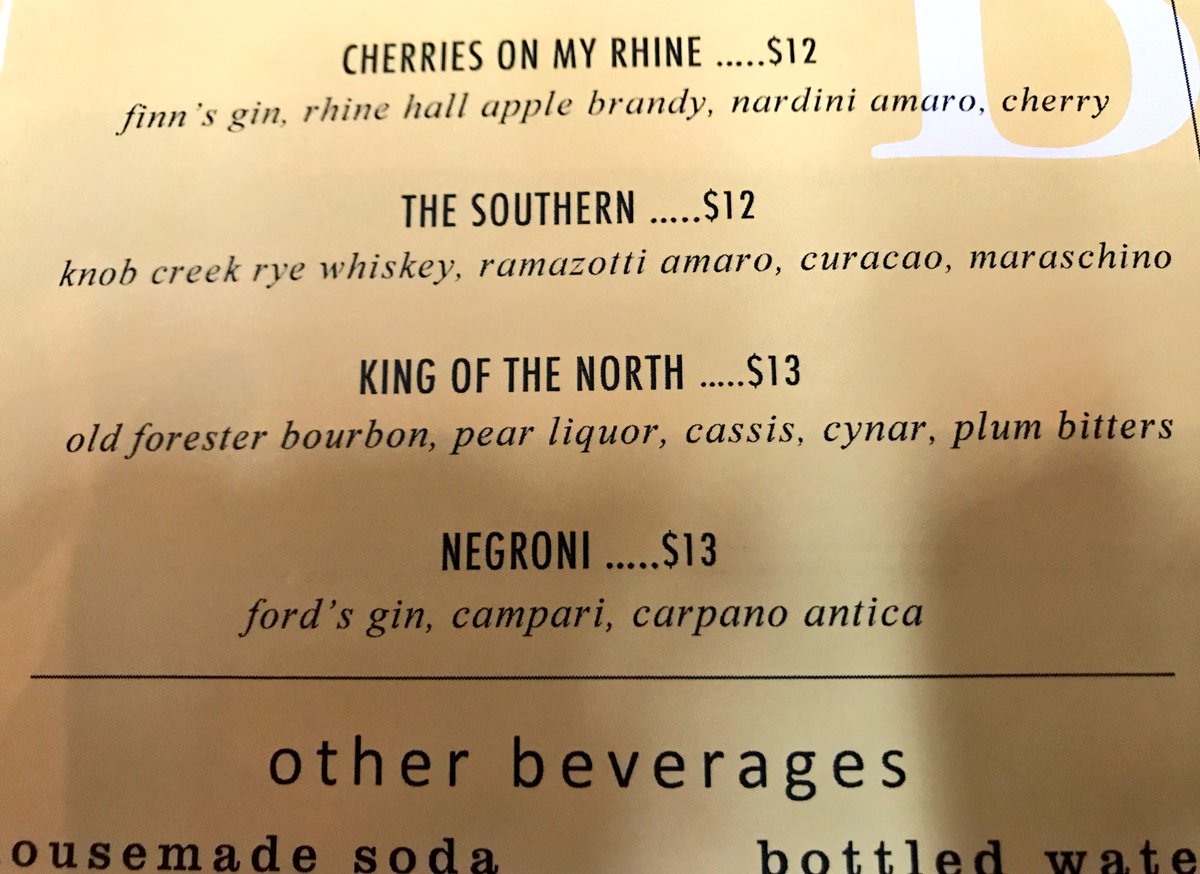 CHERRIES ON MY RHINE .....$12
finn's gin, rhine hall apple brandy, nardini amaro, cherry
THE SOUTHERN .....$12
knob creek rye whiskey, ramazotti amaro, curacao, maraschino
KING OF THE NORTH .....$13
old forester bourbon, pear liquor, cassis, cynar, plum bitters
NEGRONI .....$13
ford's gin, campari, carpano antica
other beverages
ousemade soda bottled wate